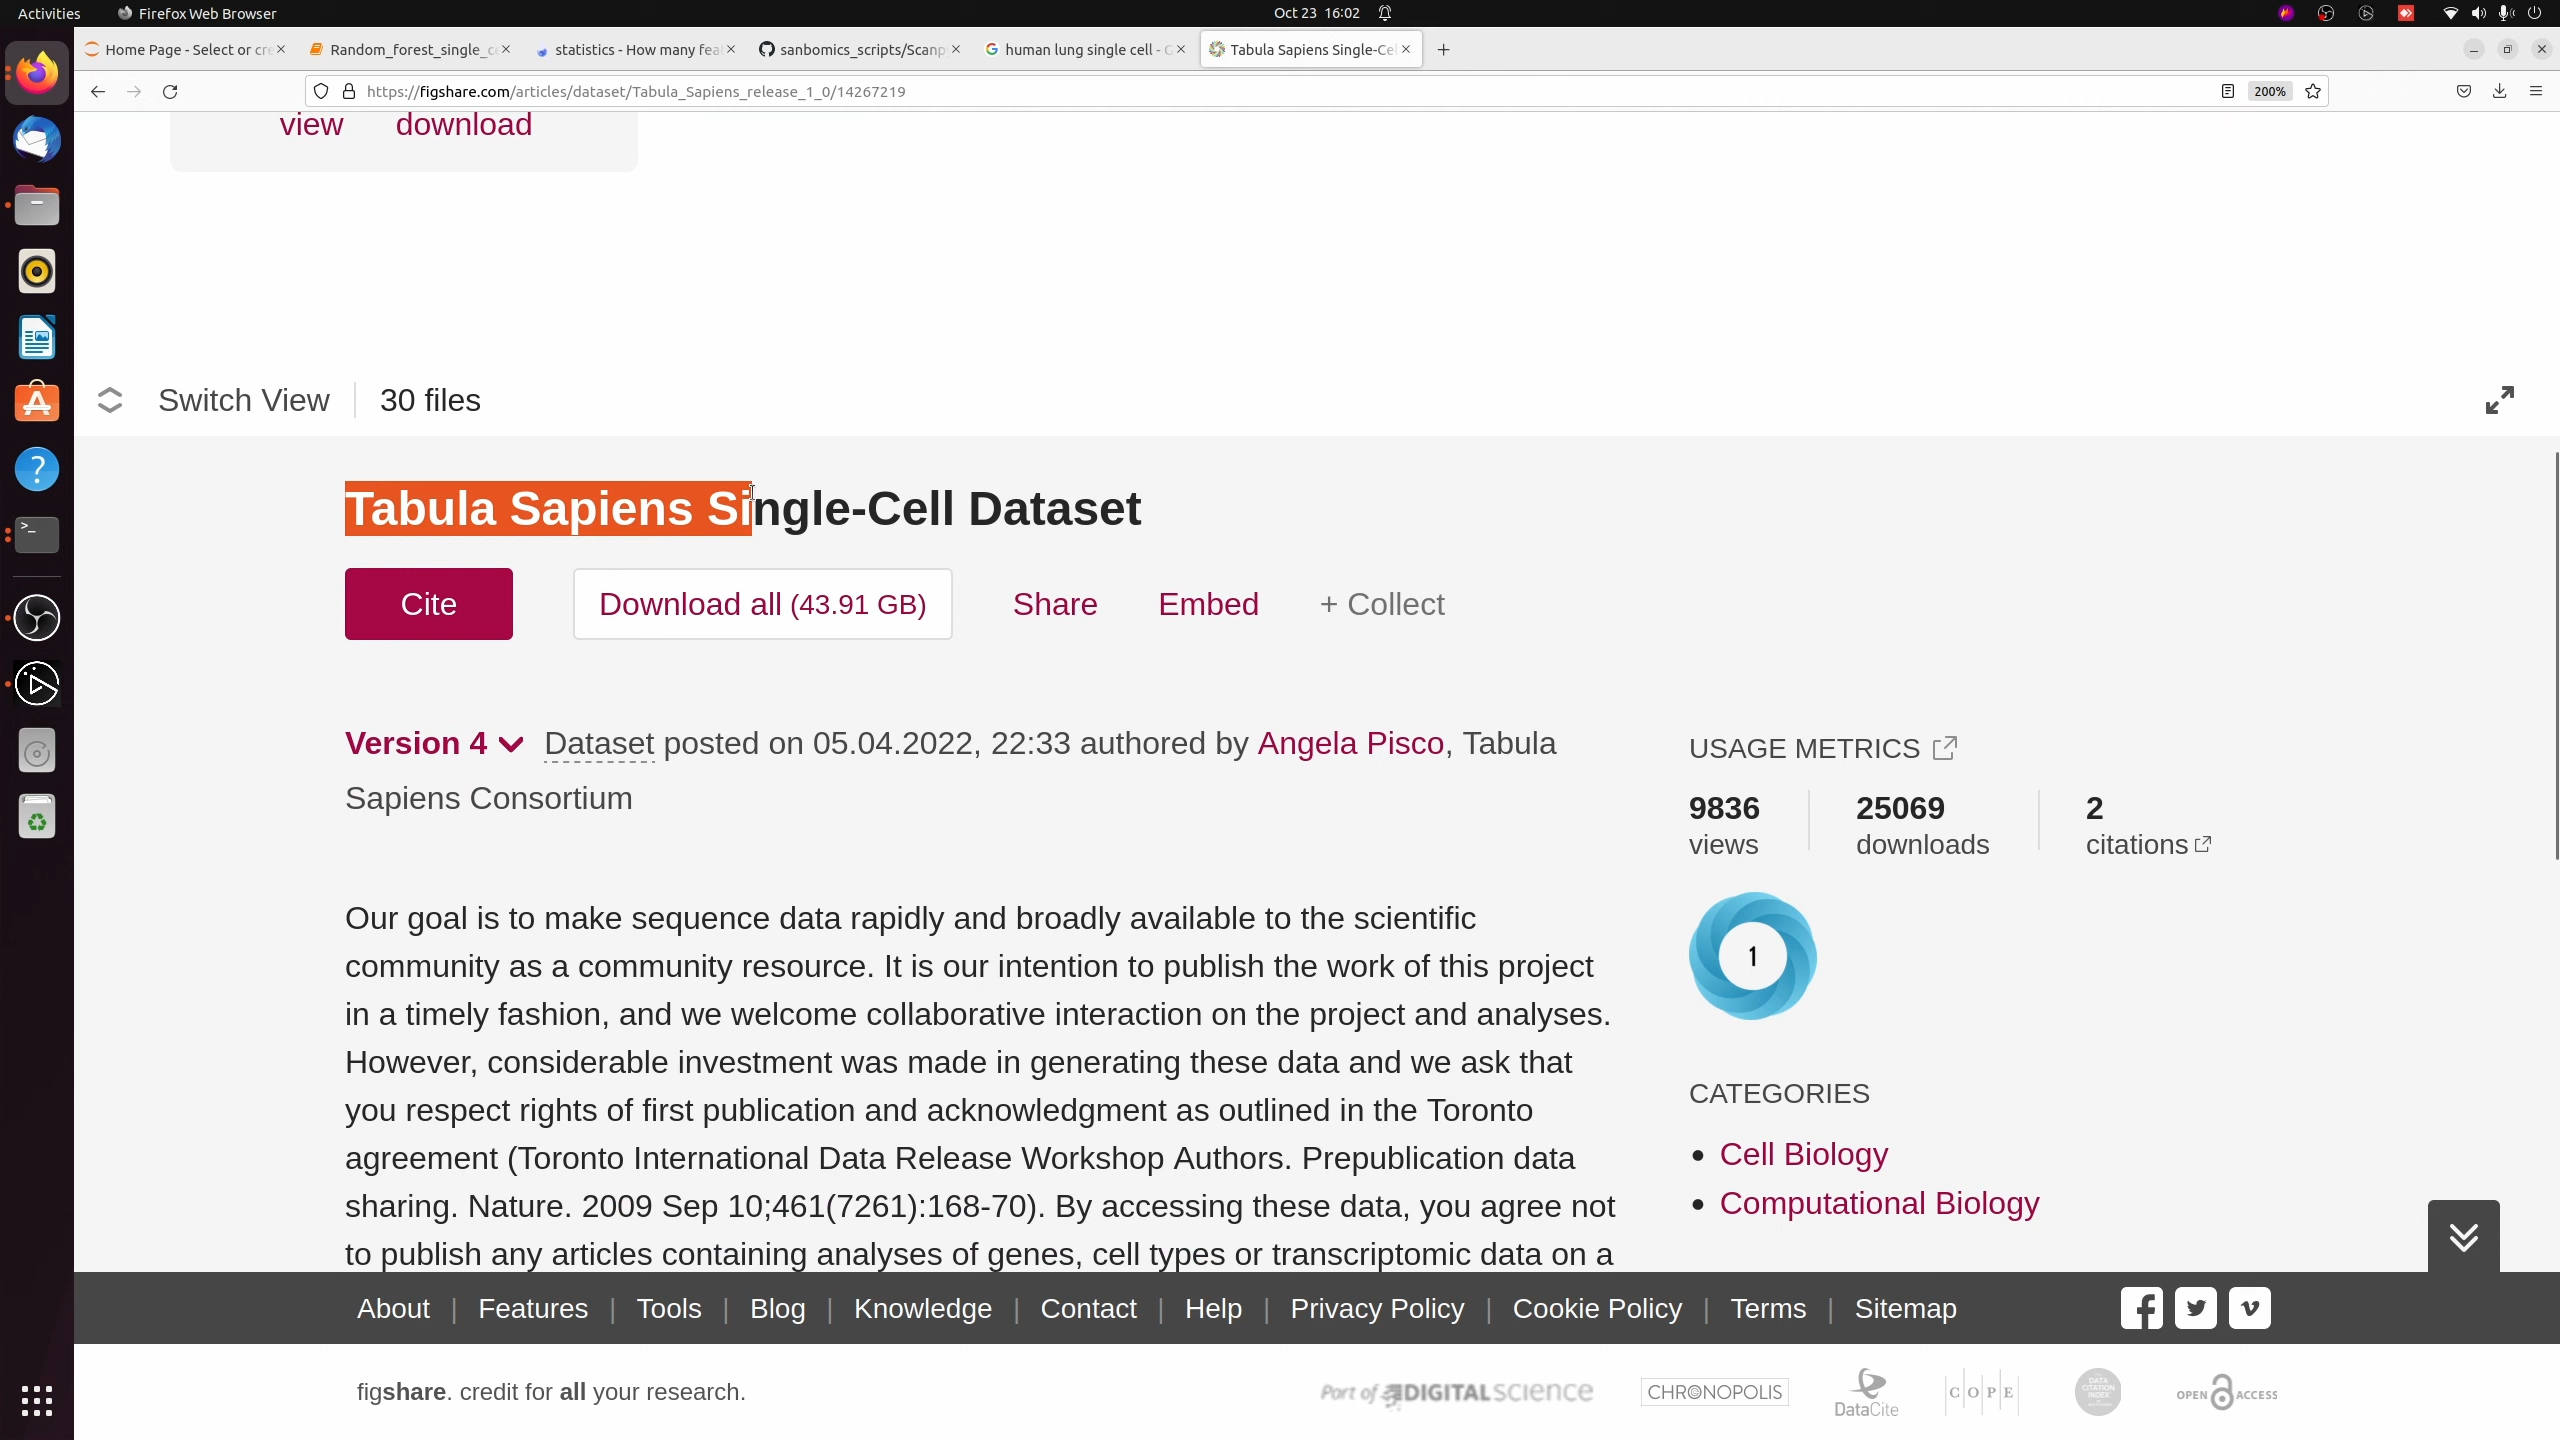 Activities
Firefox Web Browser
Oct 23 16:02
Home Page - Select or cre
Random_forest_single_ce
statistics - How many feat
sanbomics_scripts/Scanp
human lung single cell - G
Tabula Sapiens Single-Cel
https://figshare.com/articles/dataset/Tabula_Sapiens_release_1_0/14267219
200%
view download
Switch View
30 files
Tabula Sapiens Single-Cell Dataset
Cite
Download all (43.91 GB)
Share
Embed
+ Collect
Version 4 Dataset posted on 05.04.2022, 22:33 authored by Angela Pisco, Tabula
Sapiens Consortium
USAGE METRICS
9836
views
25069
downloads
2
citations
1
Our goal is to make sequence data rapidly and broadly available to the scientific
community as a community resource. It is our intention to publish the work of this project
in a timely fashion, and we welcome collaborative interaction on the project and analyses.
However, considerable investment was made in generating these data and we ask that
you respect rights of first publication and acknowledgment as outlined in the Toronto
agreement (Toronto International Data Release Workshop Authors. Prepublication data
sharing. Nature. 2009 Sep 10;461(7261):168-70). By accessing these data, you agree not
to publish any articles containing analyses of genes, cell types or transcriptomic data on a
CATEGORIES
Cell Biology
Computational Biology
About | Features | Tools | Blog | Knowledge | Contact | Help | Privacy Policy | Cookie Policy | Terms | Sitemap
figshare. credit for all your research.
Part of DIGITAL science
CHRONOPOLIS
DataCite
C O P E
DATA CITATION INDEX
OPEN ACCESS